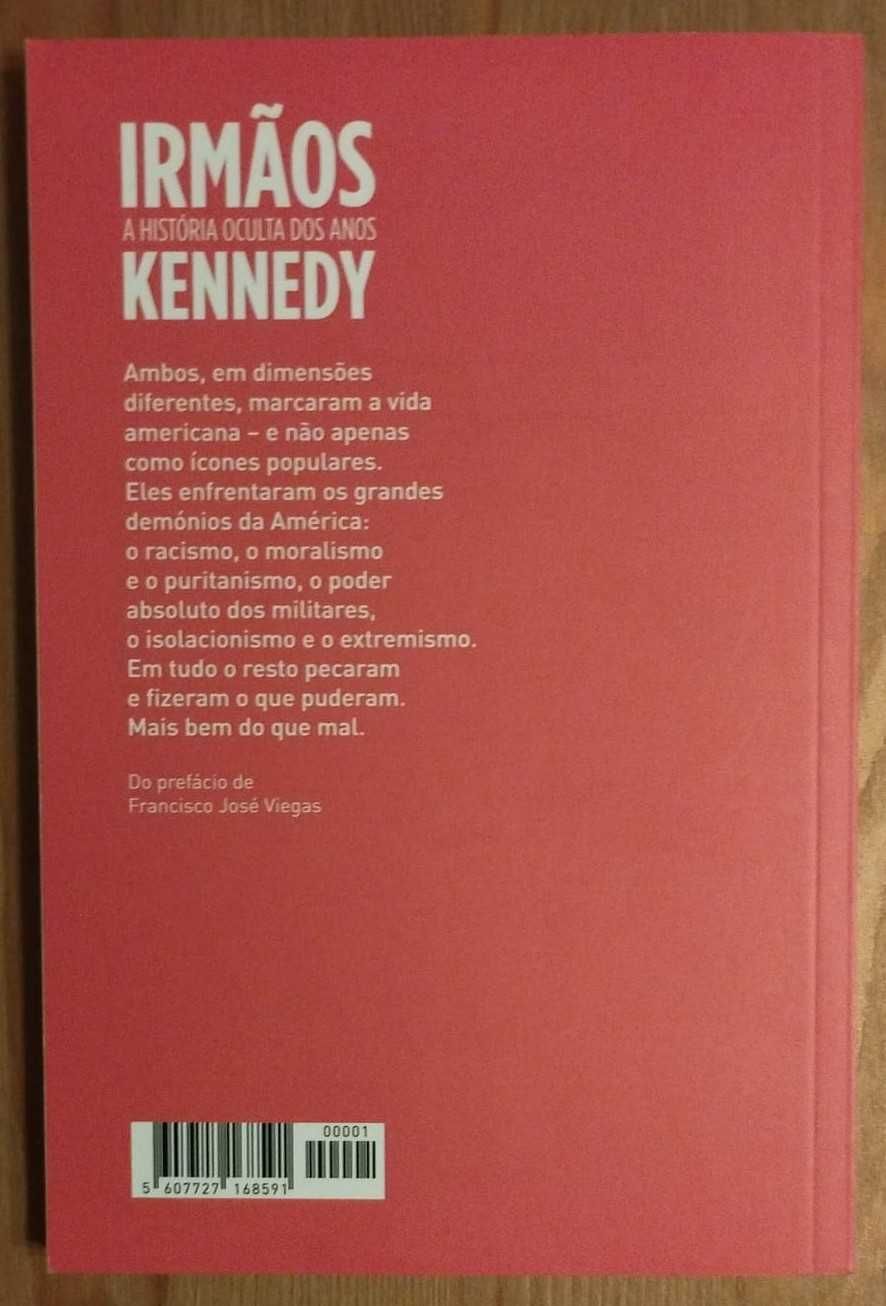 IRMÃOS
A HISTÓRIA OCULTA DOS ANOS
KENNEDY
Ambos, em dimensões
diferentes, marcaram a vida
americana – e não apenas
como ícones populares.
Eles enfrentaram os grandes
demónios da América:
o racismo, o moralismo
e o puritanismo, o poder
absoluto dos militares,
o isolacionismo e o extremismo.
Em tudo o resto pecaram
e fizeram o que puderam.
Mais bem do que mal.
Do prefácio de
Francisco José Viegas
00001
5 607727 168591